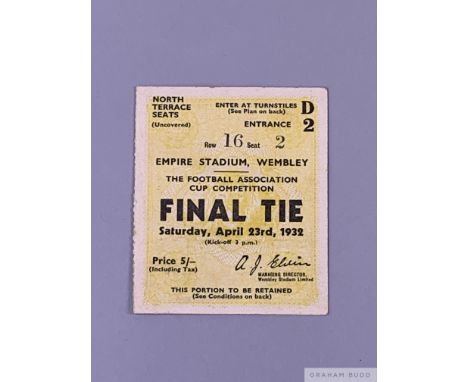 NORTH
TERRACE
SEATS
(Uncovered)
ENTER AT TURNSTILES
(See Plan on back)
D
ENTRANCE
2
Row 16 Seat 2
EMPIRE STADIUM, WEMBLEY
THE FOOTBALL ASSOCIATION
CUP COMPETITION
FINAL TIE
Saturday, April 23rd, 1932
(Kick-off 3 p.m.)
Price 5/-
(Including Tax)
A. J. Elvin
MANAGING DIRECTOR,
Wembley Stadium Limited
THIS PORTION TO BE RETAINED
(See Conditions on back)
GRAHAM BUDD